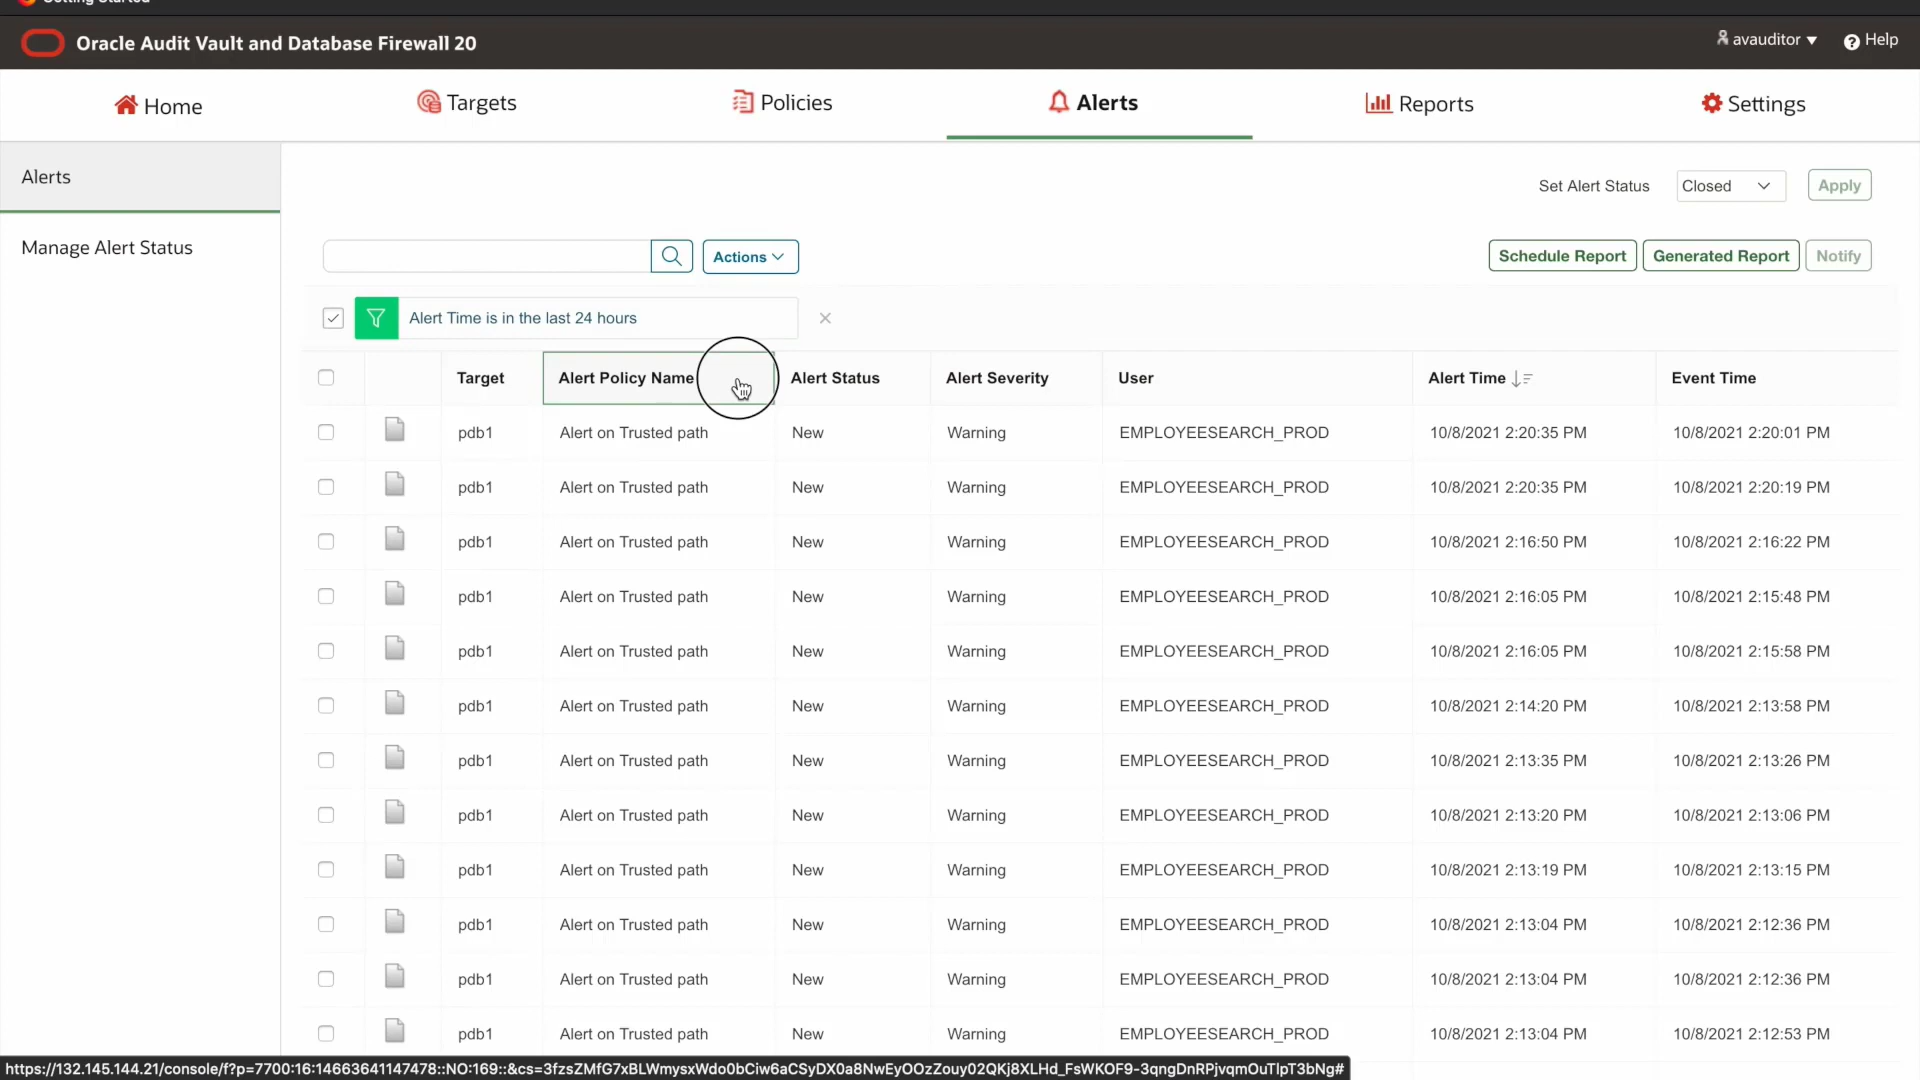 Getting Started
Oracle Audit Vault and Database Firewall 20
avauditor
Help
Home
Targets
Policies
Alerts
Reports
Settings
Alerts
Manage Alert Status
Set Alert Status Closed Apply
Actions
Schedule Report Generated Report Notify
Alert Time is in the last 24 hours
Target Alert Policy Name Alert Status Alert Severity User Alert Time Event Time
pdb1 Alert on Trusted path New Warning EMPLOYEESEARCH_PROD 10/8/2021 2:20:35 PM 10/8/2021 2:20:01 PM
pdb1 Alert on Trusted path New Warning EMPLOYEESEARCH_PROD 10/8/2021 2:20:35 PM 10/8/2021 2:20:19 PM
pdb1 Alert on Trusted path New Warning EMPLOYEESEARCH_PROD 10/8/2021 2:16:50 PM 10/8/2021 2:16:22 PM
pdb1 Alert on Trusted path New Warning EMPLOYEESEARCH_PROD 10/8/2021 2:16:05 PM 10/8/2021 2:15:48 PM
pdb1 Alert on Trusted path New Warning EMPLOYEESEARCH_PROD 10/8/2021 2:16:05 PM 10/8/2021 2:15:58 PM
pdb1 Alert on Trusted path New Warning EMPLOYEESEARCH_PROD 10/8/2021 2:14:20 PM 10/8/2021 2:13:58 PM
pdb1 Alert on Trusted path New Warning EMPLOYEESEARCH_PROD 10/8/2021 2:13:35 PM 10/8/2021 2:13:26 PM
pdb1 Alert on Trusted path New Warning EMPLOYEESEARCH_PROD 10/8/2021 2:13:20 PM 10/8/2021 2:13:06 PM
pdb1 Alert on Trusted path New Warning EMPLOYEESEARCH_PROD 10/8/2021 2:13:19 PM 10/8/2021 2:13:15 PM
pdb1 Alert on Trusted path New Warning EMPLOYEESEARCH_PROD 10/8/2021 2:13:04 PM 10/8/2021 2:12:36 PM
pdb1 Alert on Trusted path New Warning EMPLOYEESEARCH_PROD 10/8/2021 2:13:04 PM 10/8/2021 2:12:36 PM
pdb1 Alert on Trusted path New Warning EMPLOYEESEARCH_PROD 10/8/2021 2:13:04 PM 10/8/2021 2:12:53 PM
https://132.145.144.21/console/f?p=7700:16:14663641147478::NO:169::&cs=3fzsZMfG7xBLWmysxWdo0bCiw6aCSyDX0a8NwEyOOzZouy02QKj8XLHd_FsWKOF9-3qngDnRPjvqmOuTlpT3bNg#